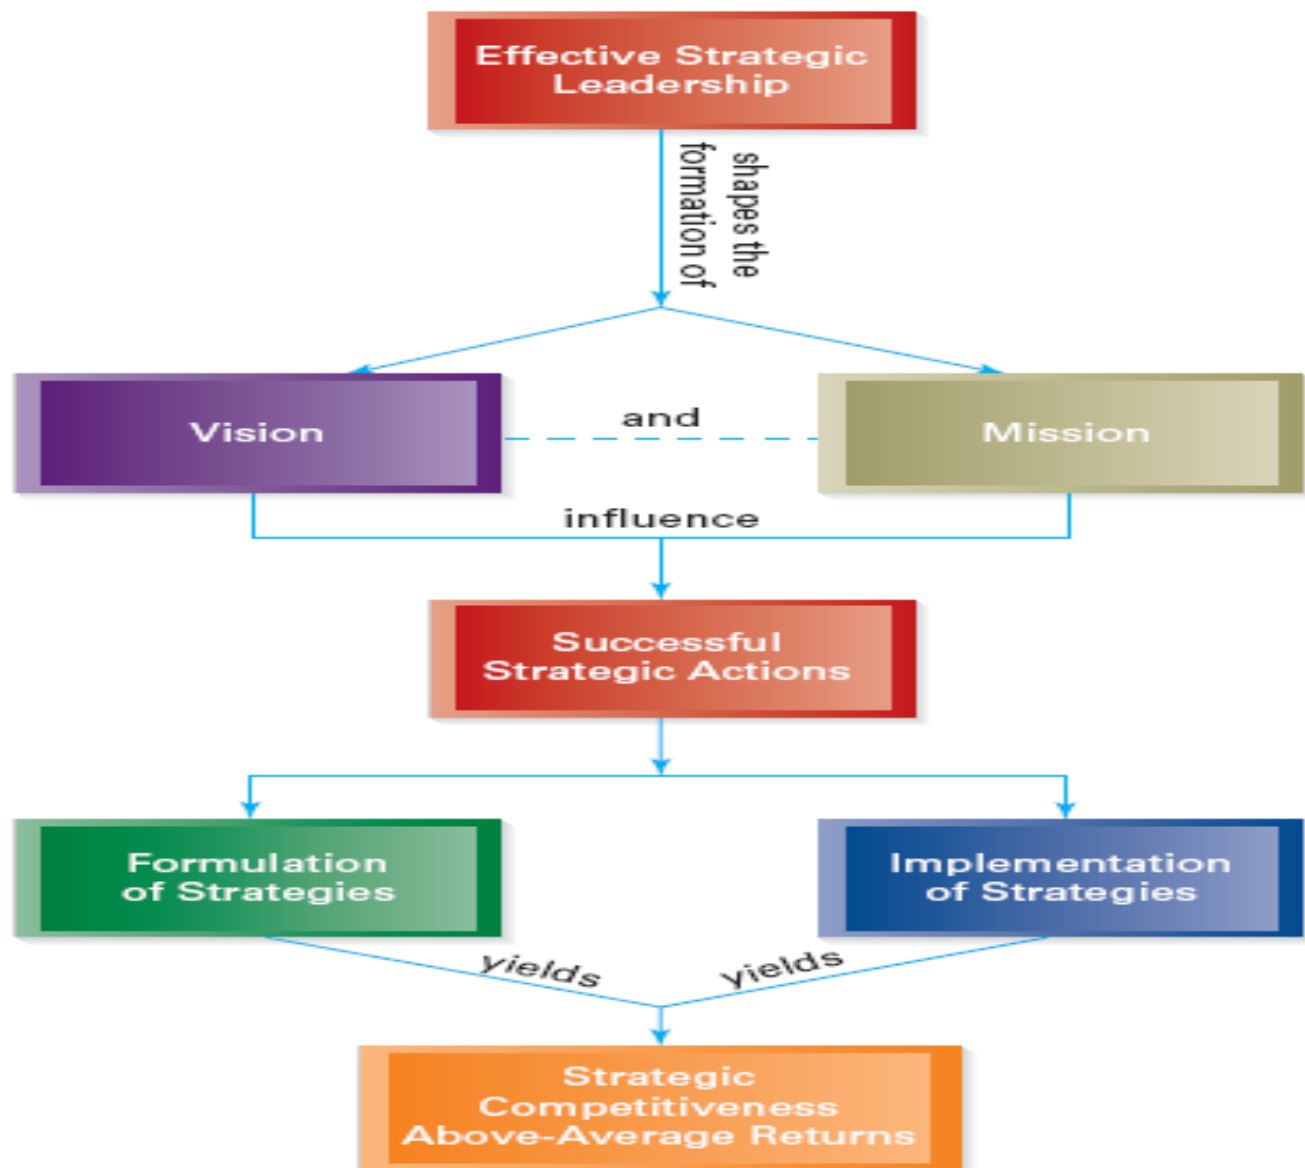 Effective Strategic
Leadership
shapes the
formation of
Vision
and
Mission
influence
Successful
Strategic Actions
Formulation
of Strategies
Implementation
of Strategies
yields
yields
Strategic
Competitiveness
Above-Average Returns